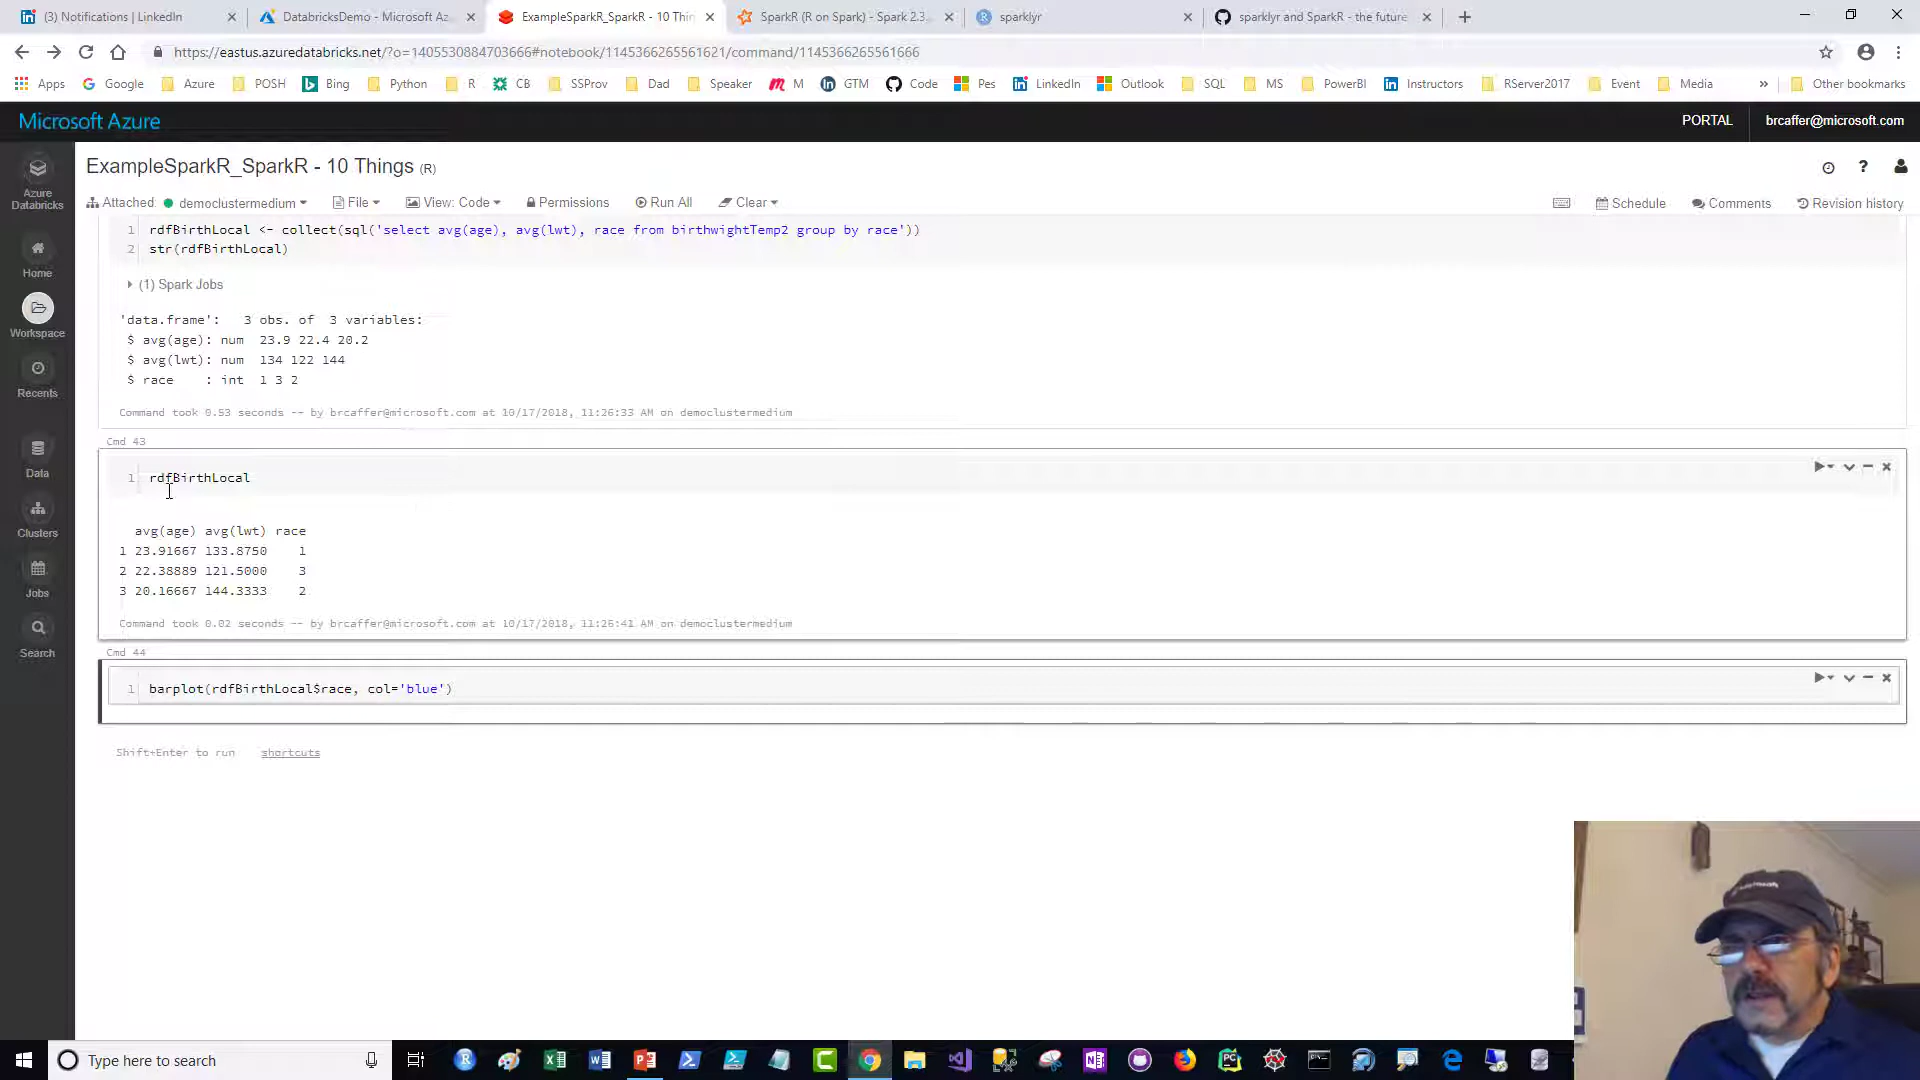 (3) Notifications | LinkedIn
DatabricksDemo - Microsoft Az
ExampleSparkR_SparkR - 10 Thin
SparkR (R on Spark) - Spark 2.3.
sparklyr
sparklyr and SparkR - the future
https://eastus.azuredatabricks.net/?o=1405530884703666#notebook/1145366265561621/command/1145366265561666
Apps Google Azure POSH Bing Python R CB SSProv Dad Speaker M GTM Code Pes LinkedIn Outlook SQL MS PowerBI Instructors RServer2017 Event Media » Other bookmarks
Microsoft Azure PORTAL brcaffer@microsoft.com
ExampleSparkR_SparkR - 10 Things (R)
Attached democlustermedium File View: Code Permissions Run All Clear Schedule Comments Revision history
Azure Databricks
Home
Workspace
Recents
Data
Clusters
Jobs
Search
1 rdfBirthLocal <- collect(sql('select avg(age), avg(lwt), race from birthwightTemp2 group by race'))
2 str(rdfBirthLocal)
(1) Spark Jobs
'data.frame': 3 obs. of 3 variables:
$ avg(age): num 23.9 22.4 20.2
$ avg(lwt): num 134 122 144
$ race : int 1 3 2
Command took 0.53 seconds -- by brcaffer@microsoft.com at 10/17/2018, 11:26:33 AM on democlustermedium
Cmd 43
1 rdfBirthLocal
avg(age) avg(lwt) race
1 23.91667 133.8750 1
2 22.38889 121.5000 3
3 20.16667 144.3333 2
Command took 0.02 seconds -- by brcaffer@microsoft.com at 10/17/2018, 11:26:41 AM on democlustermedium
Cmd 44
1 barplot(rdfBirthLocal$race, col='blue')
Shift+Enter to run shortcuts
Type here to search